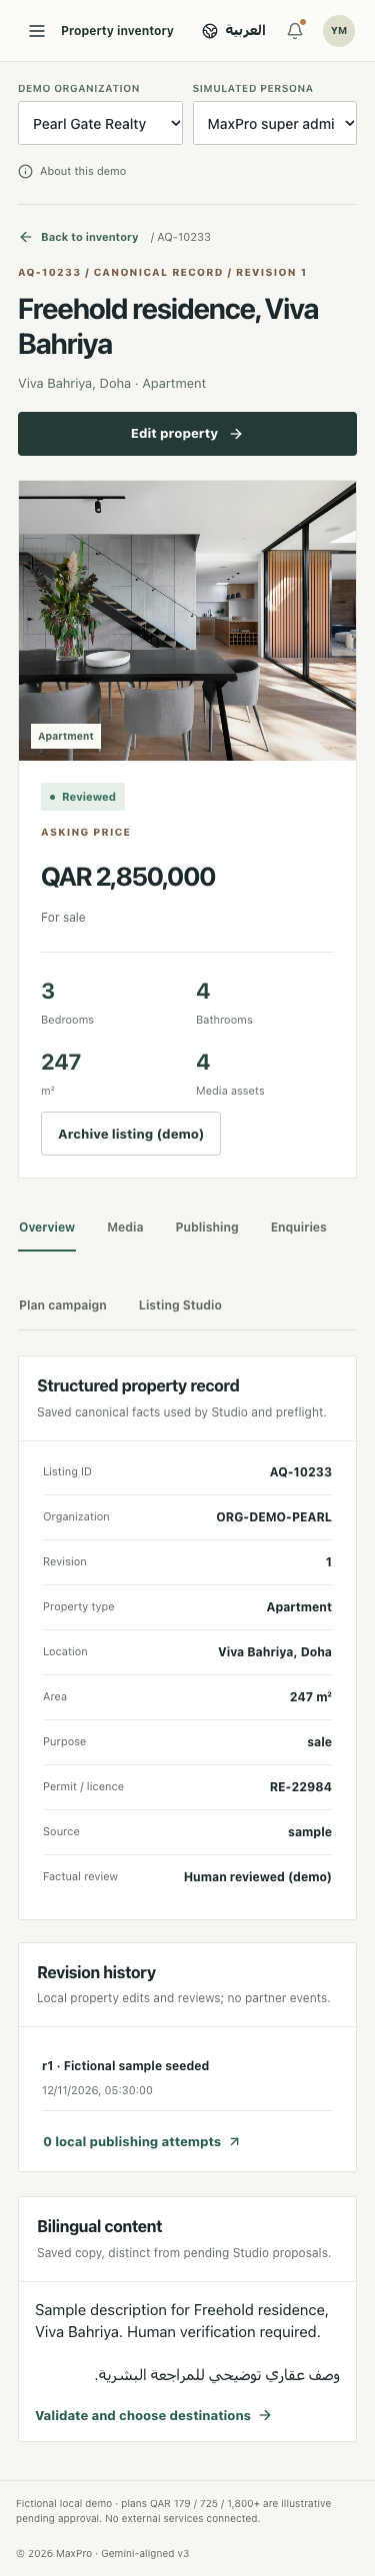 Property inventory
العربية
YM
DEMO ORGANIZATION
SIMULATED PERSONA
Pearl Gate Realty
MaxPro super admi
About this demo
Back to inventory / AQ-10233
AQ-10233 / CANONICAL RECORD / REVISION 1
Freehold residence, Viva
Bahriya
Viva Bahriya, Doha · Apartment
Edit property
Apartment
Reviewed
ASKING PRICE
QAR 2,850,000
For sale
3
Bedrooms
4
Bathrooms
247
m²
4
Media assets
Archive listing (demo)
Overview Media Publishing Enquiries
Plan campaign Listing Studio
Structured property record
Saved canonical facts used by Studio and preflight.
Listing ID AQ-10233
Organization ORG-DEMO-PEARL
Revision 1
Property type Apartment
Location Viva Bahriya, Doha
Area 247 m²
Purpose sale
Permit / licence RE-22984
Source sample
Factual review Human reviewed (demo)
Revision history
Local property edits and reviews; no partner events.
r1 · Fictional sample seeded
12/11/2026, 05:30:00
0 local publishing attempts
Bilingual content
Saved copy, distinct from pending Studio proposals.
Sample description for Freehold residence,
Viva Bahriya. Human verification required.
وصف عقاري توضيحي للمراجعة البشرية.
Validate and choose destinations
Fictional local demo · plans QAR 179 / 725 / 1,800+ are illustrative
pending approval. No external services connected.
© 2026 MaxPro · Gemini-aligned v3